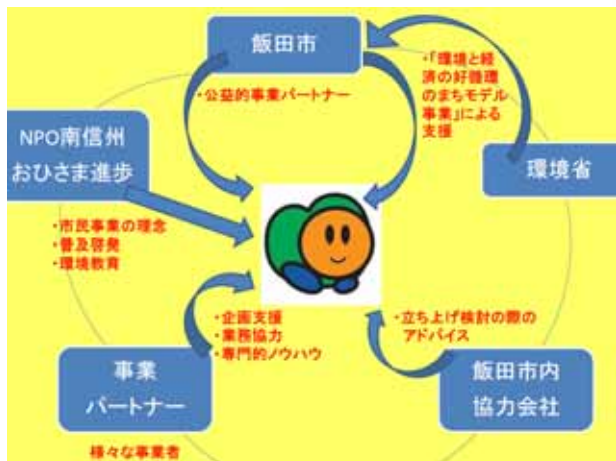 飯田市
・公益的事業パートナー
・「環境と経
済の好循環
のまちモデル
事業」による
支援
NPO南信州
おひさま進歩
環境省
・市民事業の理念
・普及啓発
・環境教育
・企画支援
・業務協力
・専門的ノウハウ
・立ち上げ検討の際の
アドバイス
事業
パートナー
飯田市内
協力会社
様々な事業者